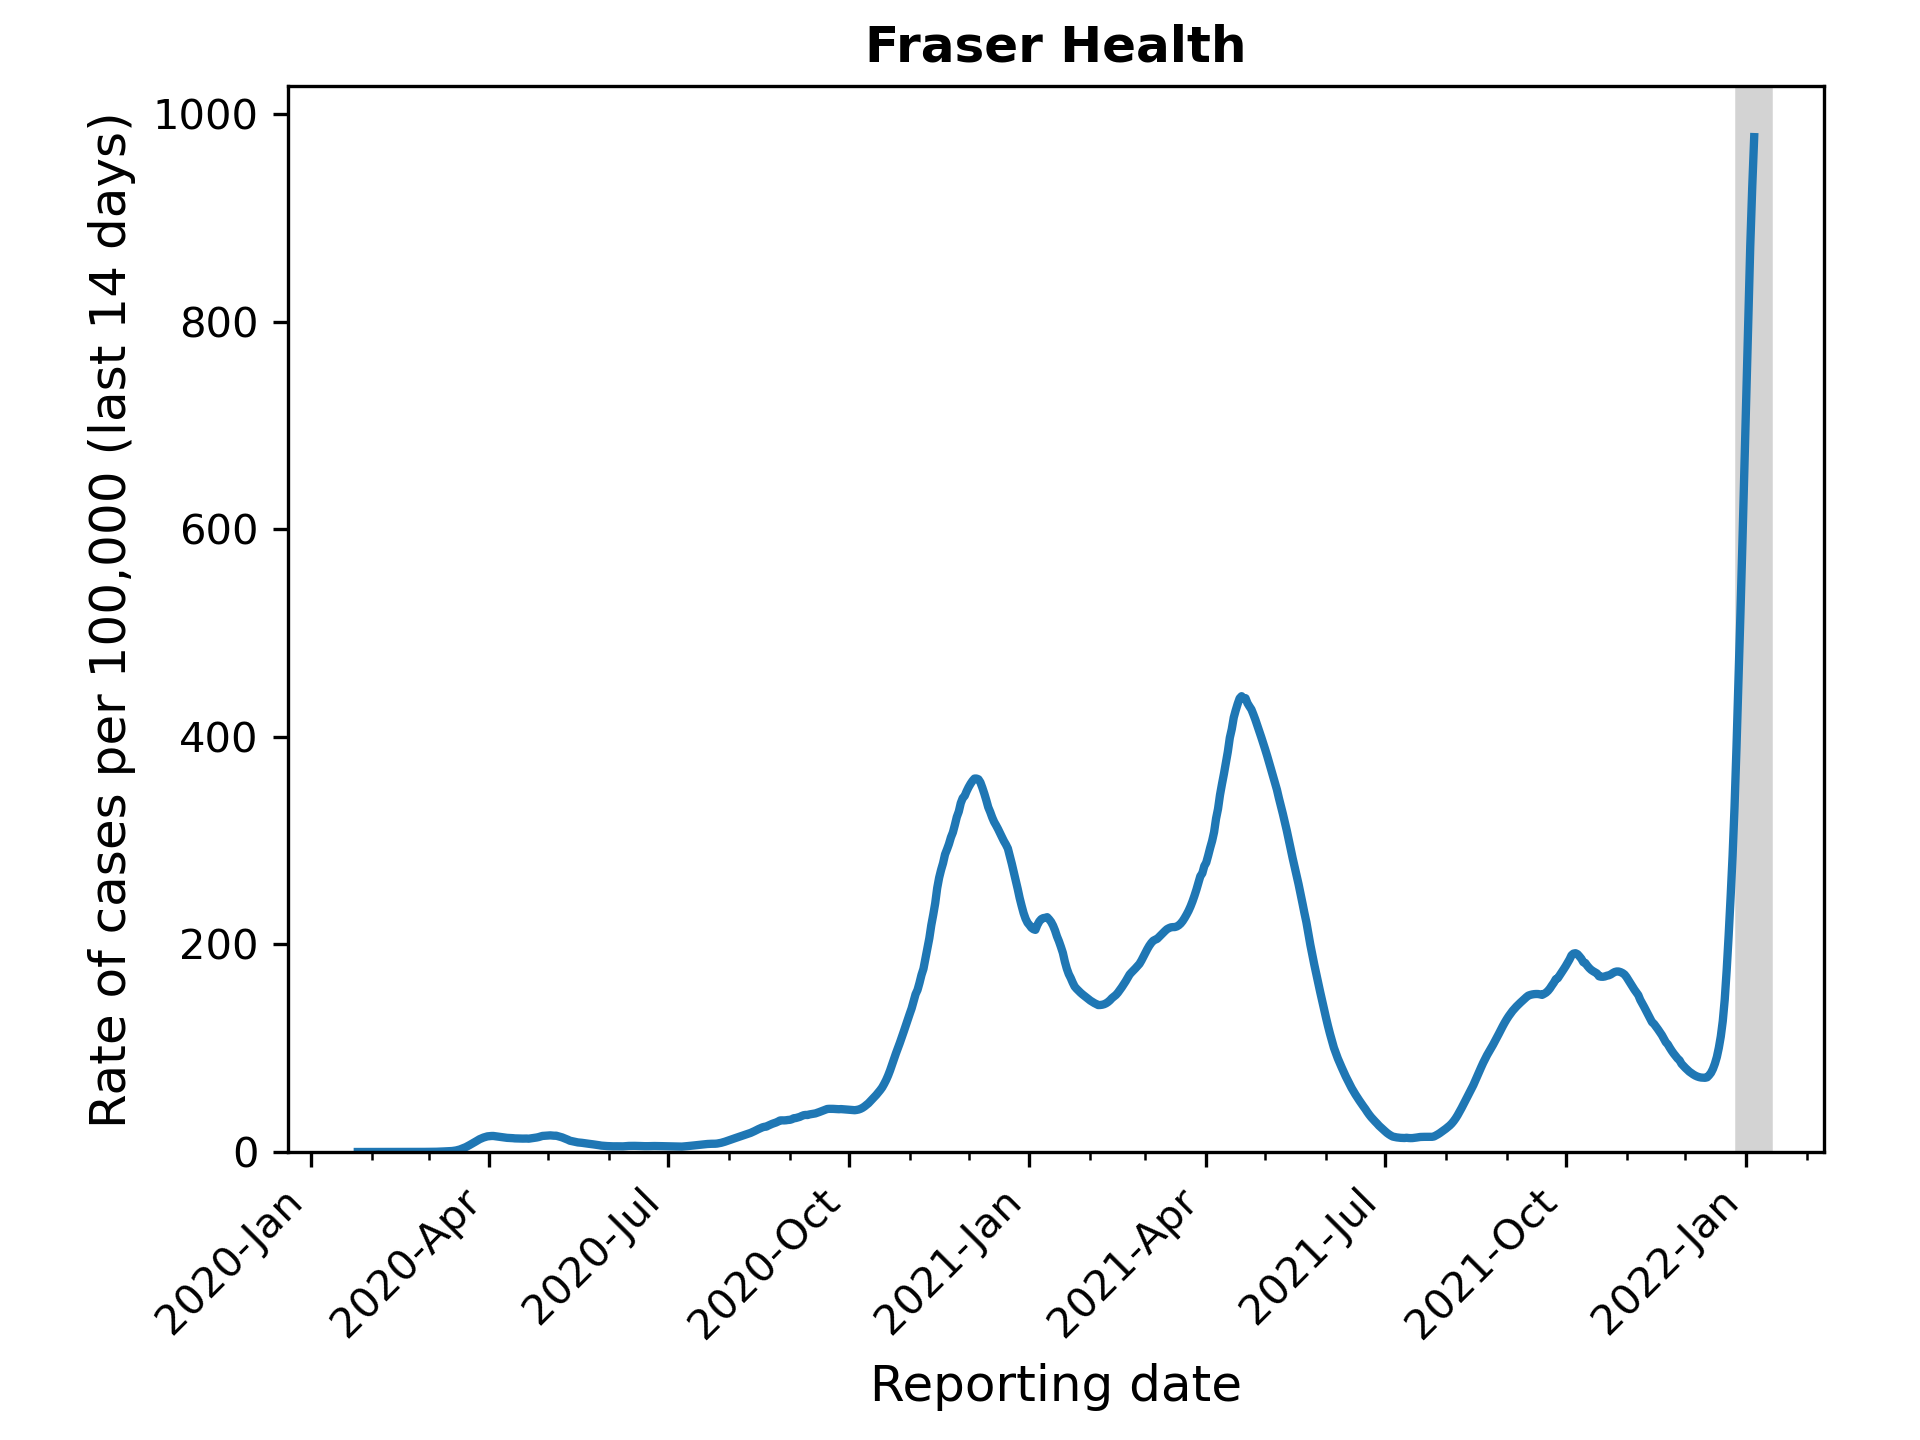 Fraser Health
Rate of cases per 100,000 (last 14 days)
1000
800
600
400
200
0
2020-Jan
2020-Apr
2020-Jul
2020-Oct
2021-Jan
2021-Apr
2021-Jul
2021-Oct
2022-Jan
Reporting date